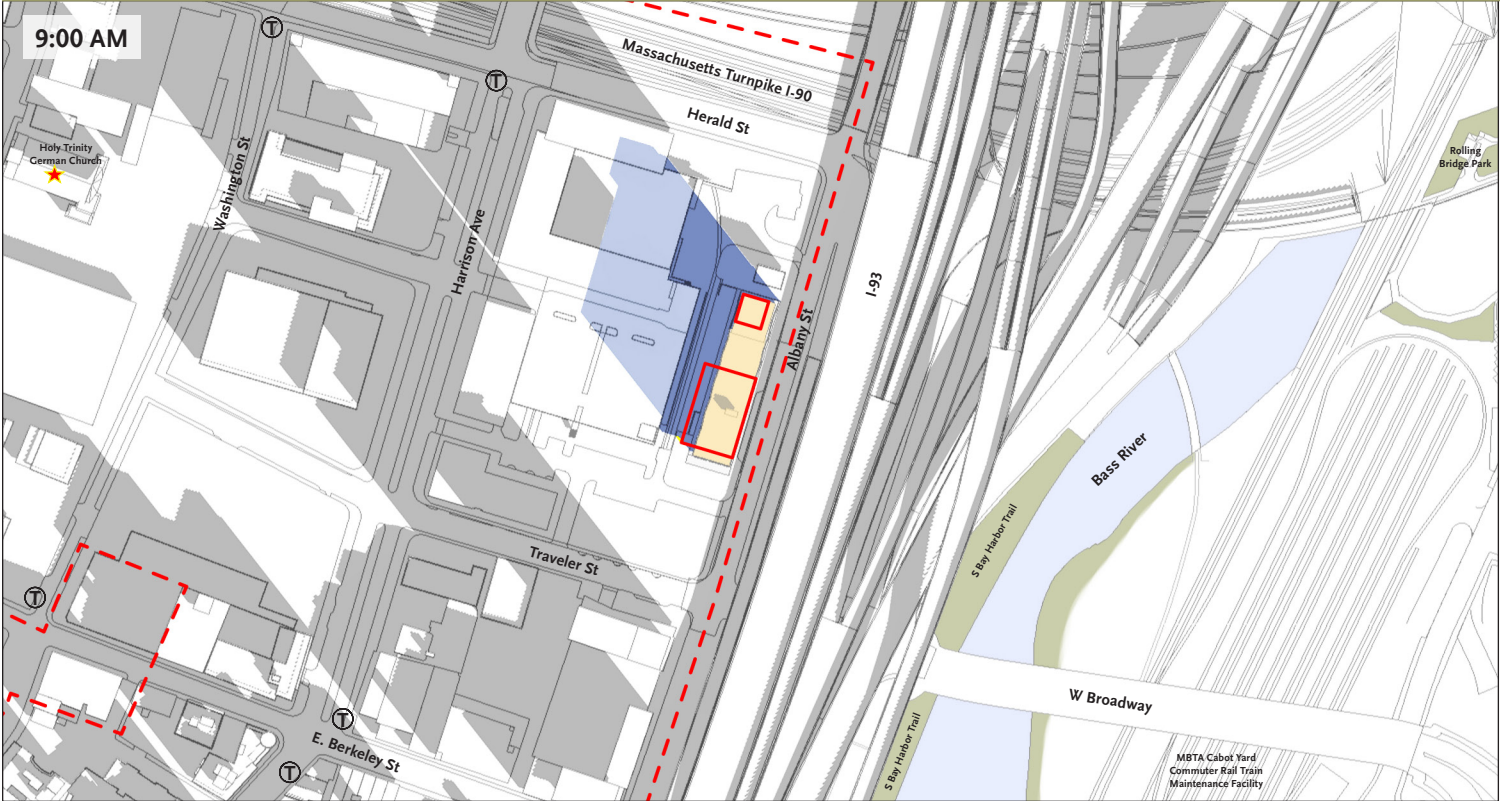 9:00 AM
T
T
Massachusetts Turnpike I-90
Herald St
Holy Trinity
German Church
Washington St
Harrison Ave
Rolling
Bridge Park
I-93
Albany St
Bass River
S Bay Harbor Trail
Traveler St
T
W Broadway
T
E. Berkeley St
T
S Bay Harbor Trail
MBTA Cabot Yard
Commuter Rail Train
Maintenance Facility